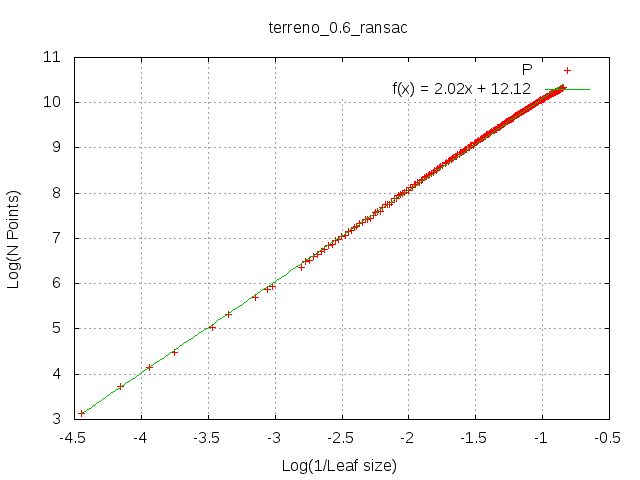 terreno_0.6_ransac
11
10
9
8
7
6
5
4
3
Log(N Points)
P
f(x) = 2.02x + 12.12
-4.5 -4 -3.5 -3 -2.5 -2 -1.5 -1 -0.5
Log(1/Leaf size)